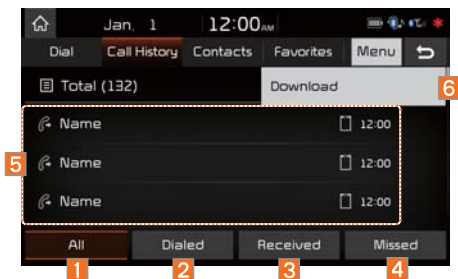 Jan. 1 12:00AM
Dial Call History Contacts Favorites Menu
Total (132) Download 6
Name 12:00
5 Name 12:00
Name 12:00
All Dialed Received Missed
1 2 3 4